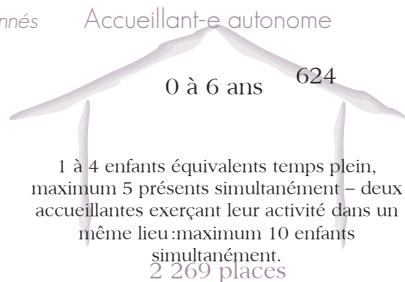 nnés Accueillant-e autonome
0 à 6 ans 624
1 à 4 enfants équivalents temps plein,
maximum 5 présents simultanément – deux
accueillantes exerçant leur activité dans un
même lieu :maximum 10 enfants
simultanément.
2 269 places